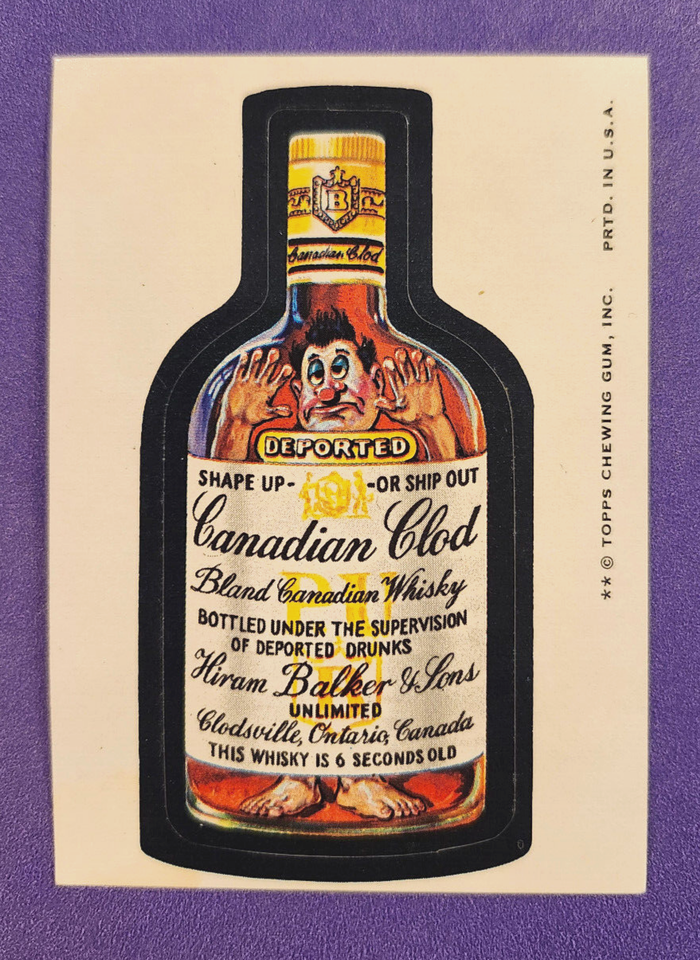 B
Canadian Clod
DEPORTED
SHAPE UP- -OR SHIP OUT
Canadian Clod
Bland Canadian Whisky
BOTTLED UNDER THE SUPERVISION
OF DEPORTED DRUNKS
Hiram Balker & Sons
UNLIMITED
Clodsville, Ontario, Canada
THIS WHISKY IS 6 SECONDS OLD
** © TOPPS CHEWING GUM, INC. PRTD. IN U.S.A.